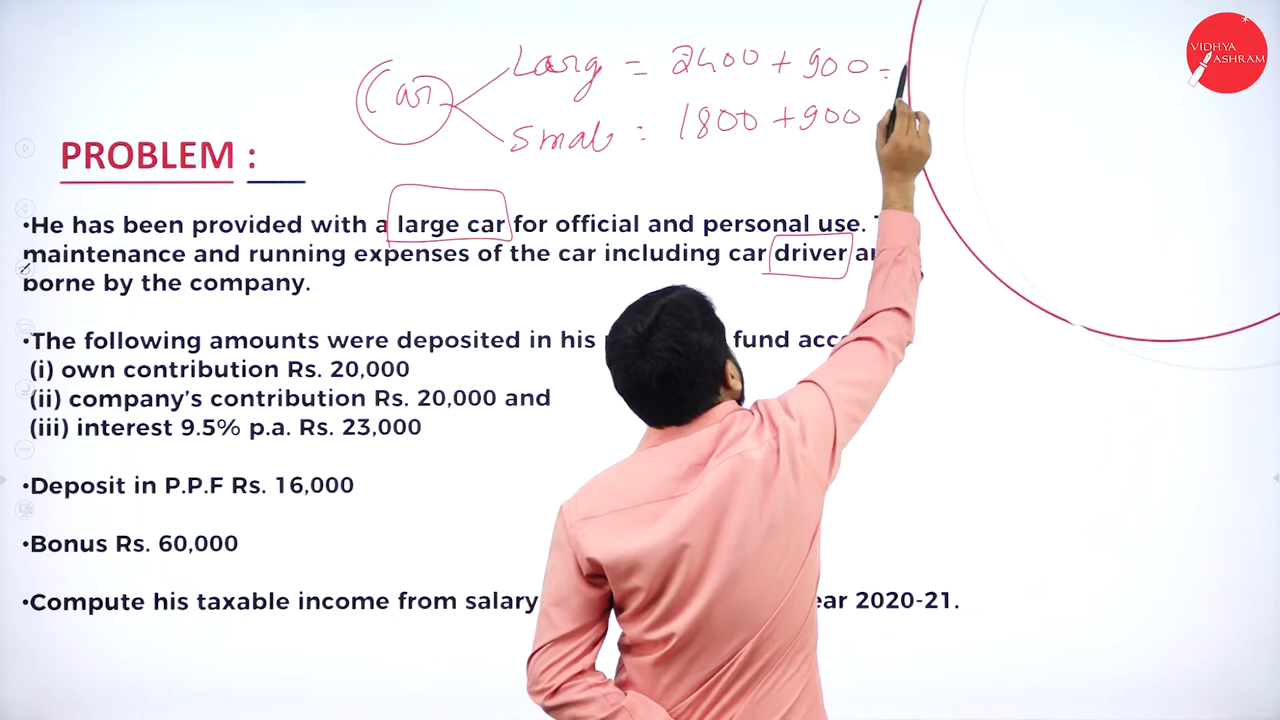 VIDHYA
ASHRAM
Car
Larg = 2400 + 900 =
Small = 1800 + 900
PROBLEM :
•He has been provided with a large car for official and personal use.
maintenance and running expenses of the car including car driver
borne by the company.
•The following amounts were deposited in his fund
(i) own contribution Rs. 20,000
(ii) company's contribution Rs. 20,000 and
(iii) interest 9.5% p.a. Rs. 23,000
•Deposit in P.P.F Rs. 16,000
•Bonus Rs. 60,000
•Compute his taxable income from salary 2020-21.